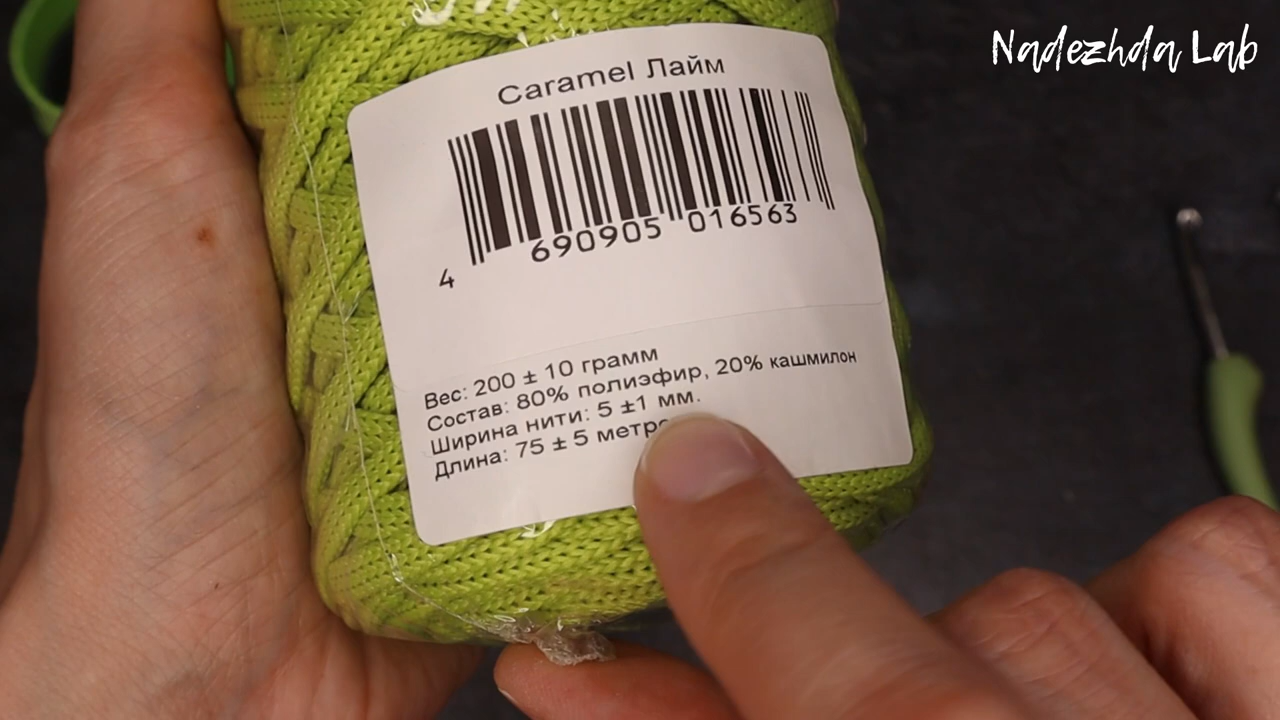 Nadezhda Lab
Caramel Лайм
4 690905 016563
Вес: 200 ± 10 грамм
Состав: 80% полиэфир, 20% кашмилон
Ширина нити: 5 ±1 мм.
Длина: 75 ± 5